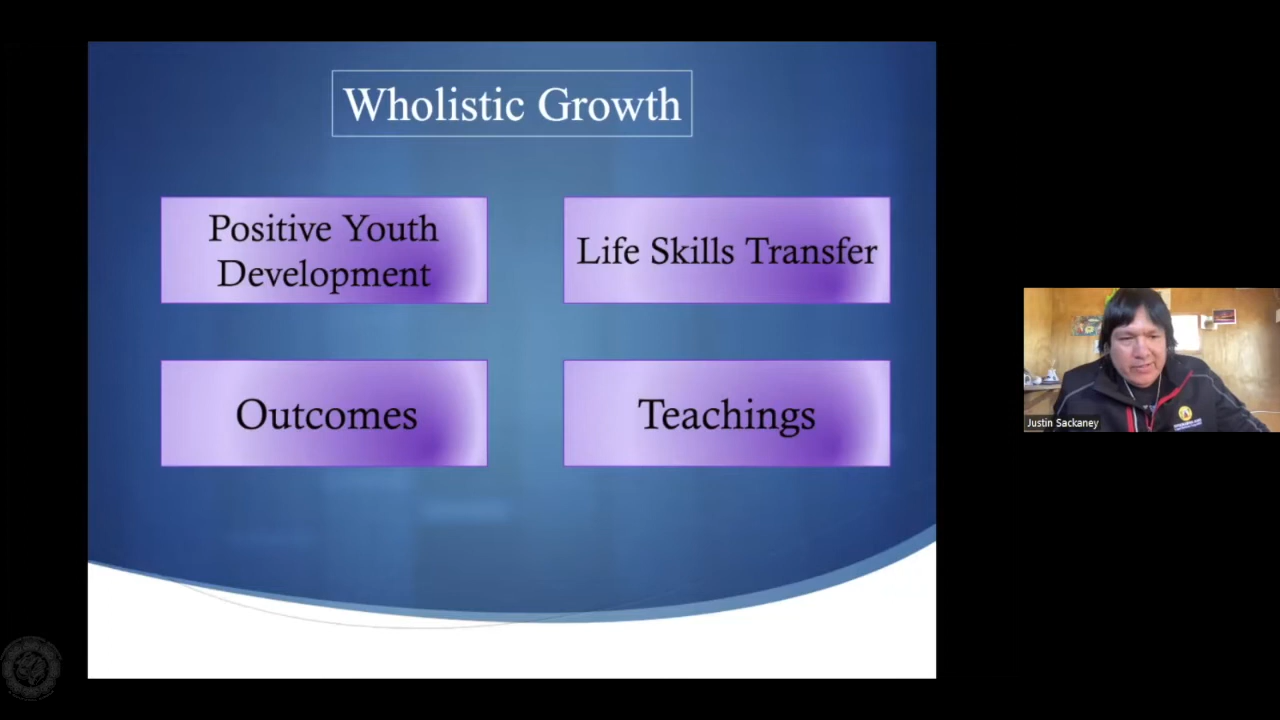 Wholistic Growth
Positive Youth
Development
Life Skills Transfer
Outcomes
Teachings
Justin Sackaney